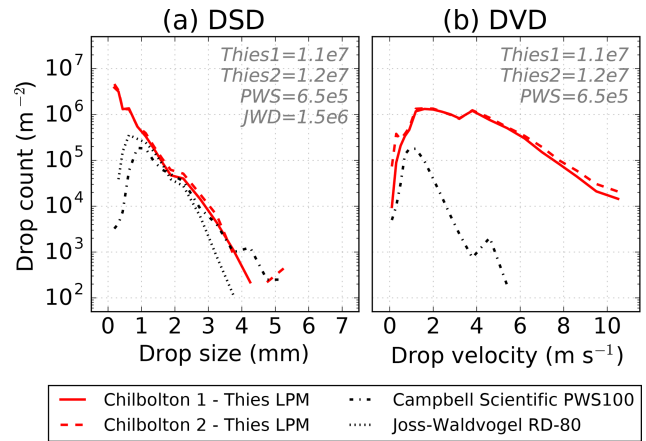 (a) DSD
(b) DVD
Thies1=1.1e7
Thies2=1.2e7
PWS=6.5e5
JWD=1.5e6
Thies1=1.1e7
Thies2=1.2e7
PWS=6.5e5
Drop count (m⁻²)
10⁷
10⁶
10⁵
10⁴
10³
10²
0 1 2 3 4 5 6 7
0 2 4 6 8 10
Drop size (mm)
Drop velocity (m s⁻¹)
Chilbolton 1 - Thies LPM
Chilbolton 2 - Thies LPM
Campbell Scientific PWS100
Joss-Waldvogel RD-80